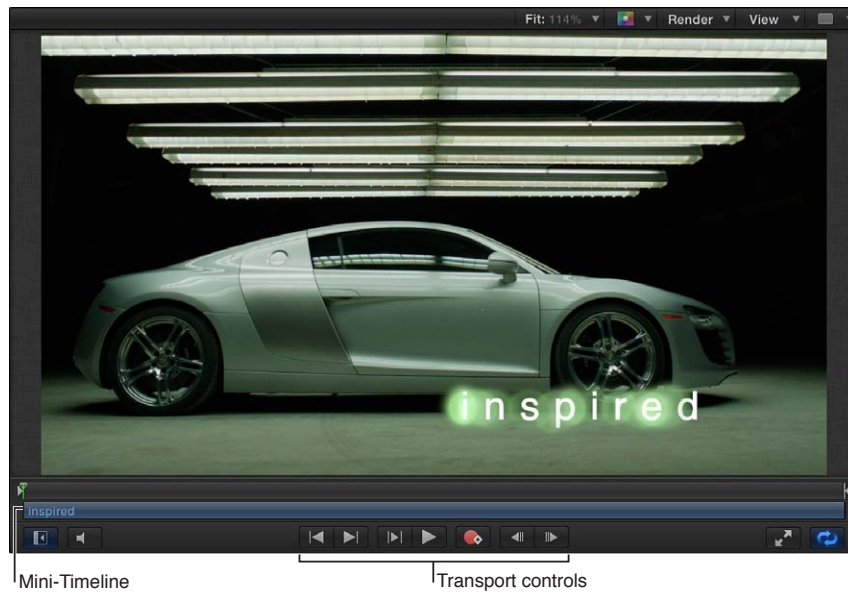 Fit: 114% Render View
inspired
inspired
Mini-Timeline
Transport controls